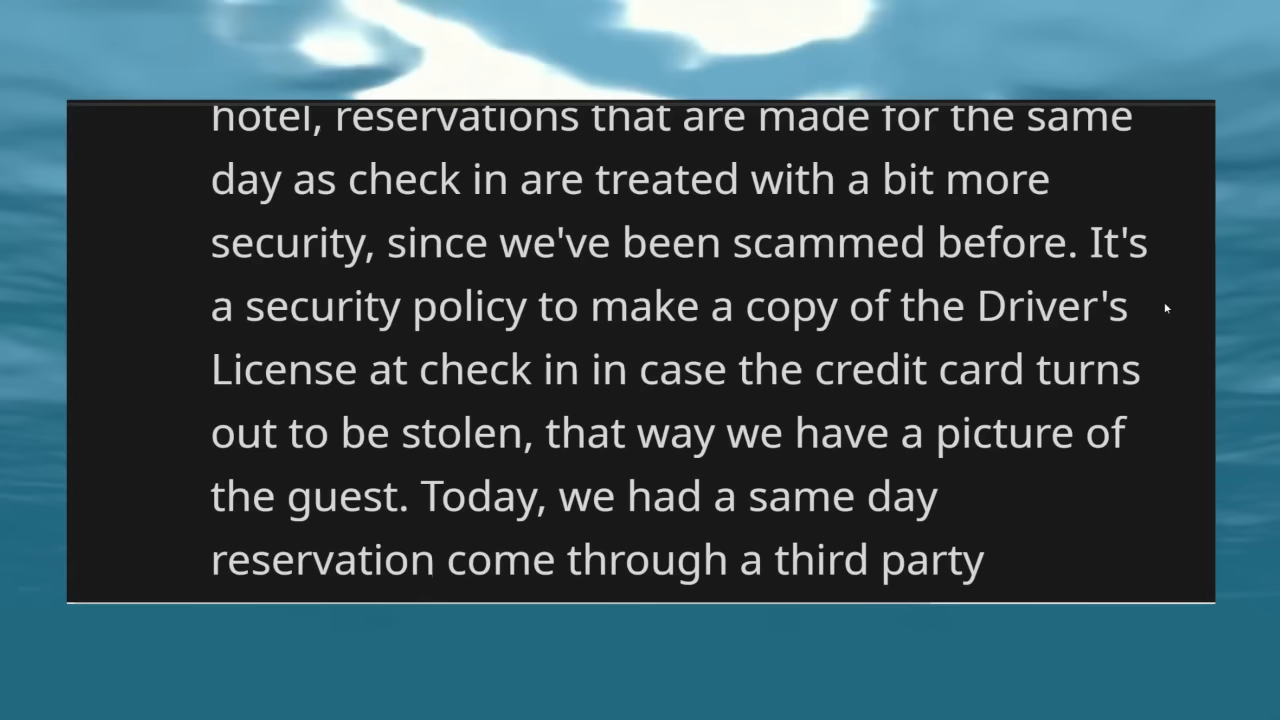 hotel, reservations that are made for the same
day as check in are treated with a bit more
security, since we've been scammed before. It's
a security policy to make a copy of the Driver's
License at check in in case the credit card turns
out to be stolen, that way we have a picture of
the guest. Today, we had a same day
reservation come through a third party